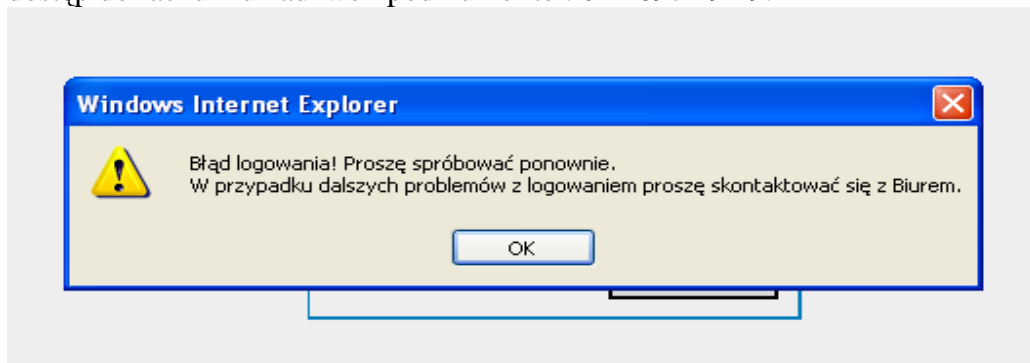 Windows Internet Explorer
Błąd logowania! Proszę spróbować ponownie.
W przypadku dalszych problemów z logowaniem proszę skontaktować się z Biurem.
OK